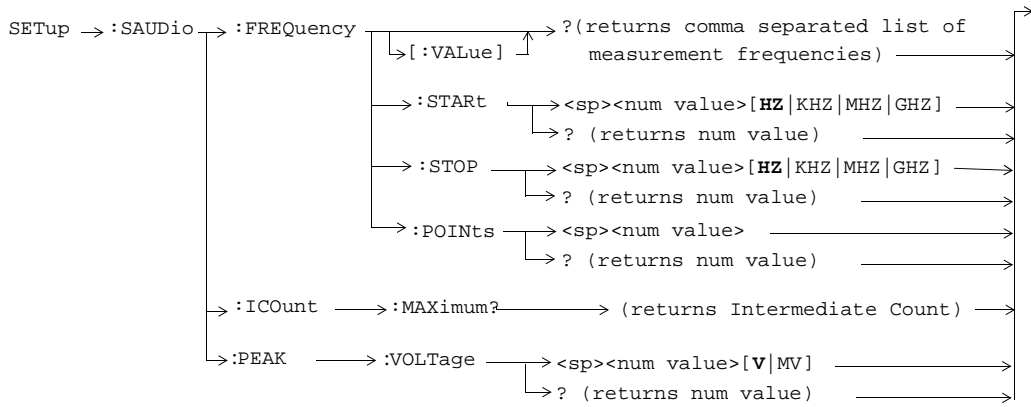 SETup :SAUDio :FREQuency ?(returns comma separated list of
[:VALue] measurement frequencies)
:STARt <sp><num value>[HZ|KHZ|MHZ|GHZ]
? (returns num value)
:STOP <sp><num value>[HZ|KHZ|MHZ|GHZ]
? (returns num value)
:POINts <sp><num value>
? (returns num value)
:ICOunt :MAXimum? (returns Intermediate Count)
:PEAK :VOLTage <sp><num value>[V|MV]
? (returns num value)